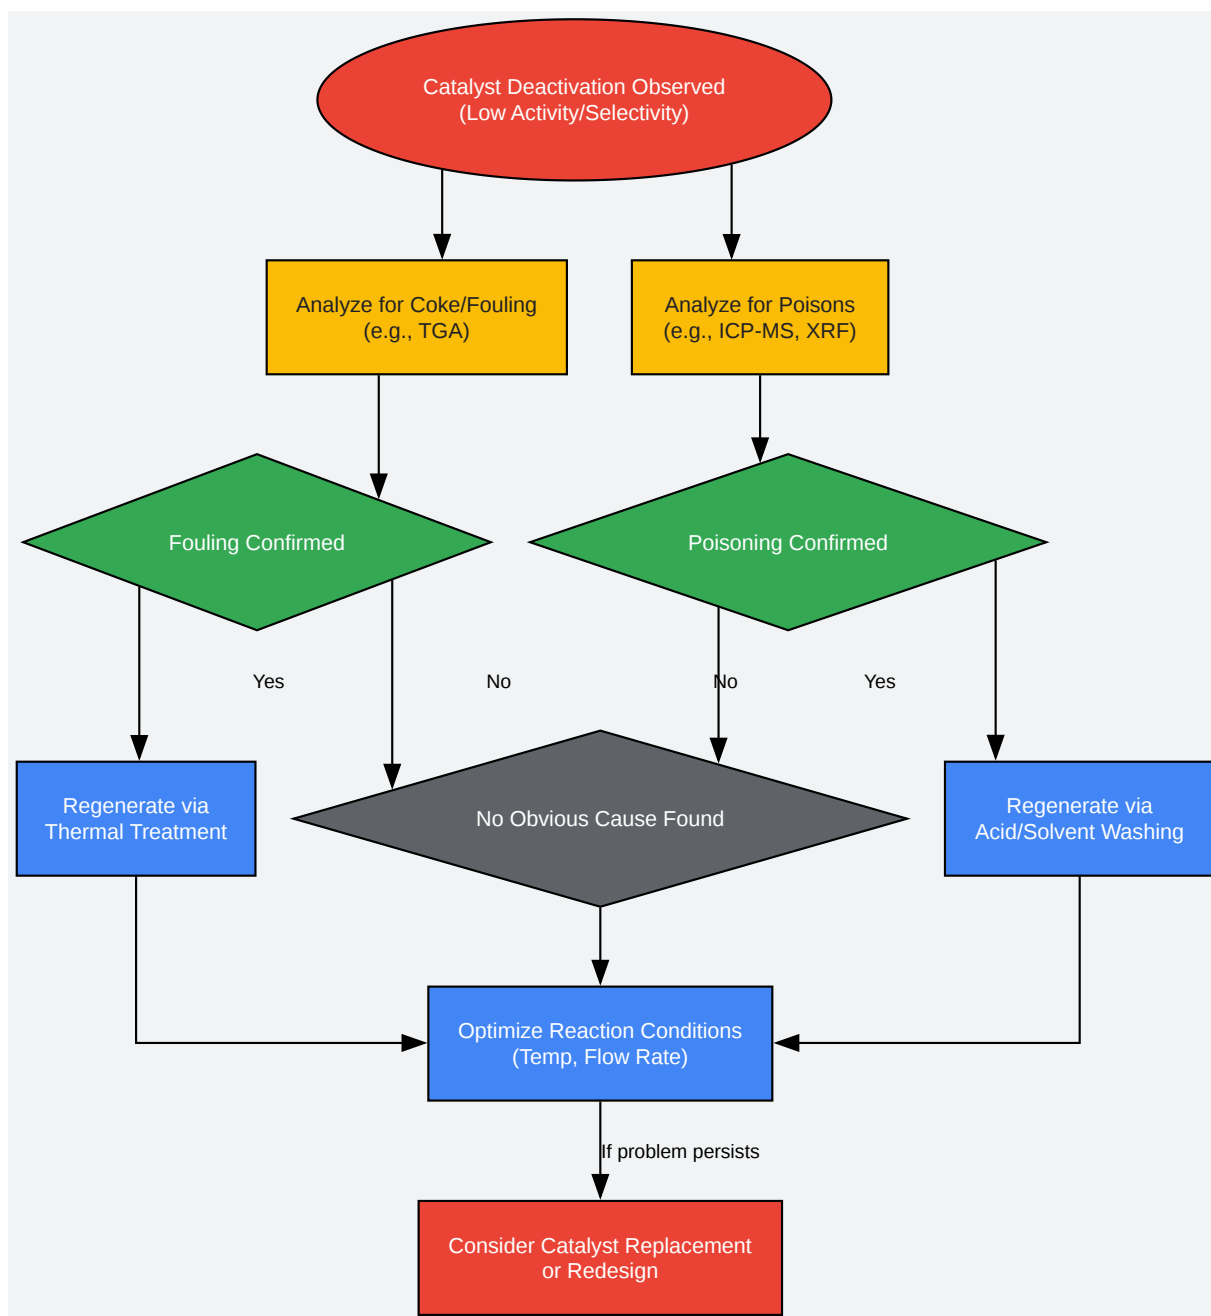 Catalyst Deactivation Observed
(Low Activity/Selectivity)
Analyze for Coke/Fouling
(e.g., TGA)
Analyze for Poisons
(e.g., ICP-MS, XRF)
Fouling Confirmed
Poisoning Confirmed
Yes
No
No
Yes
Regenerate via
Thermal Treatment
No Obvious Cause Found
Regenerate via
Acid/Solvent Washing
Optimize Reaction Conditions
(Temp, Flow Rate)
If problem persists
Consider Catalyst Replacement
or Redesign